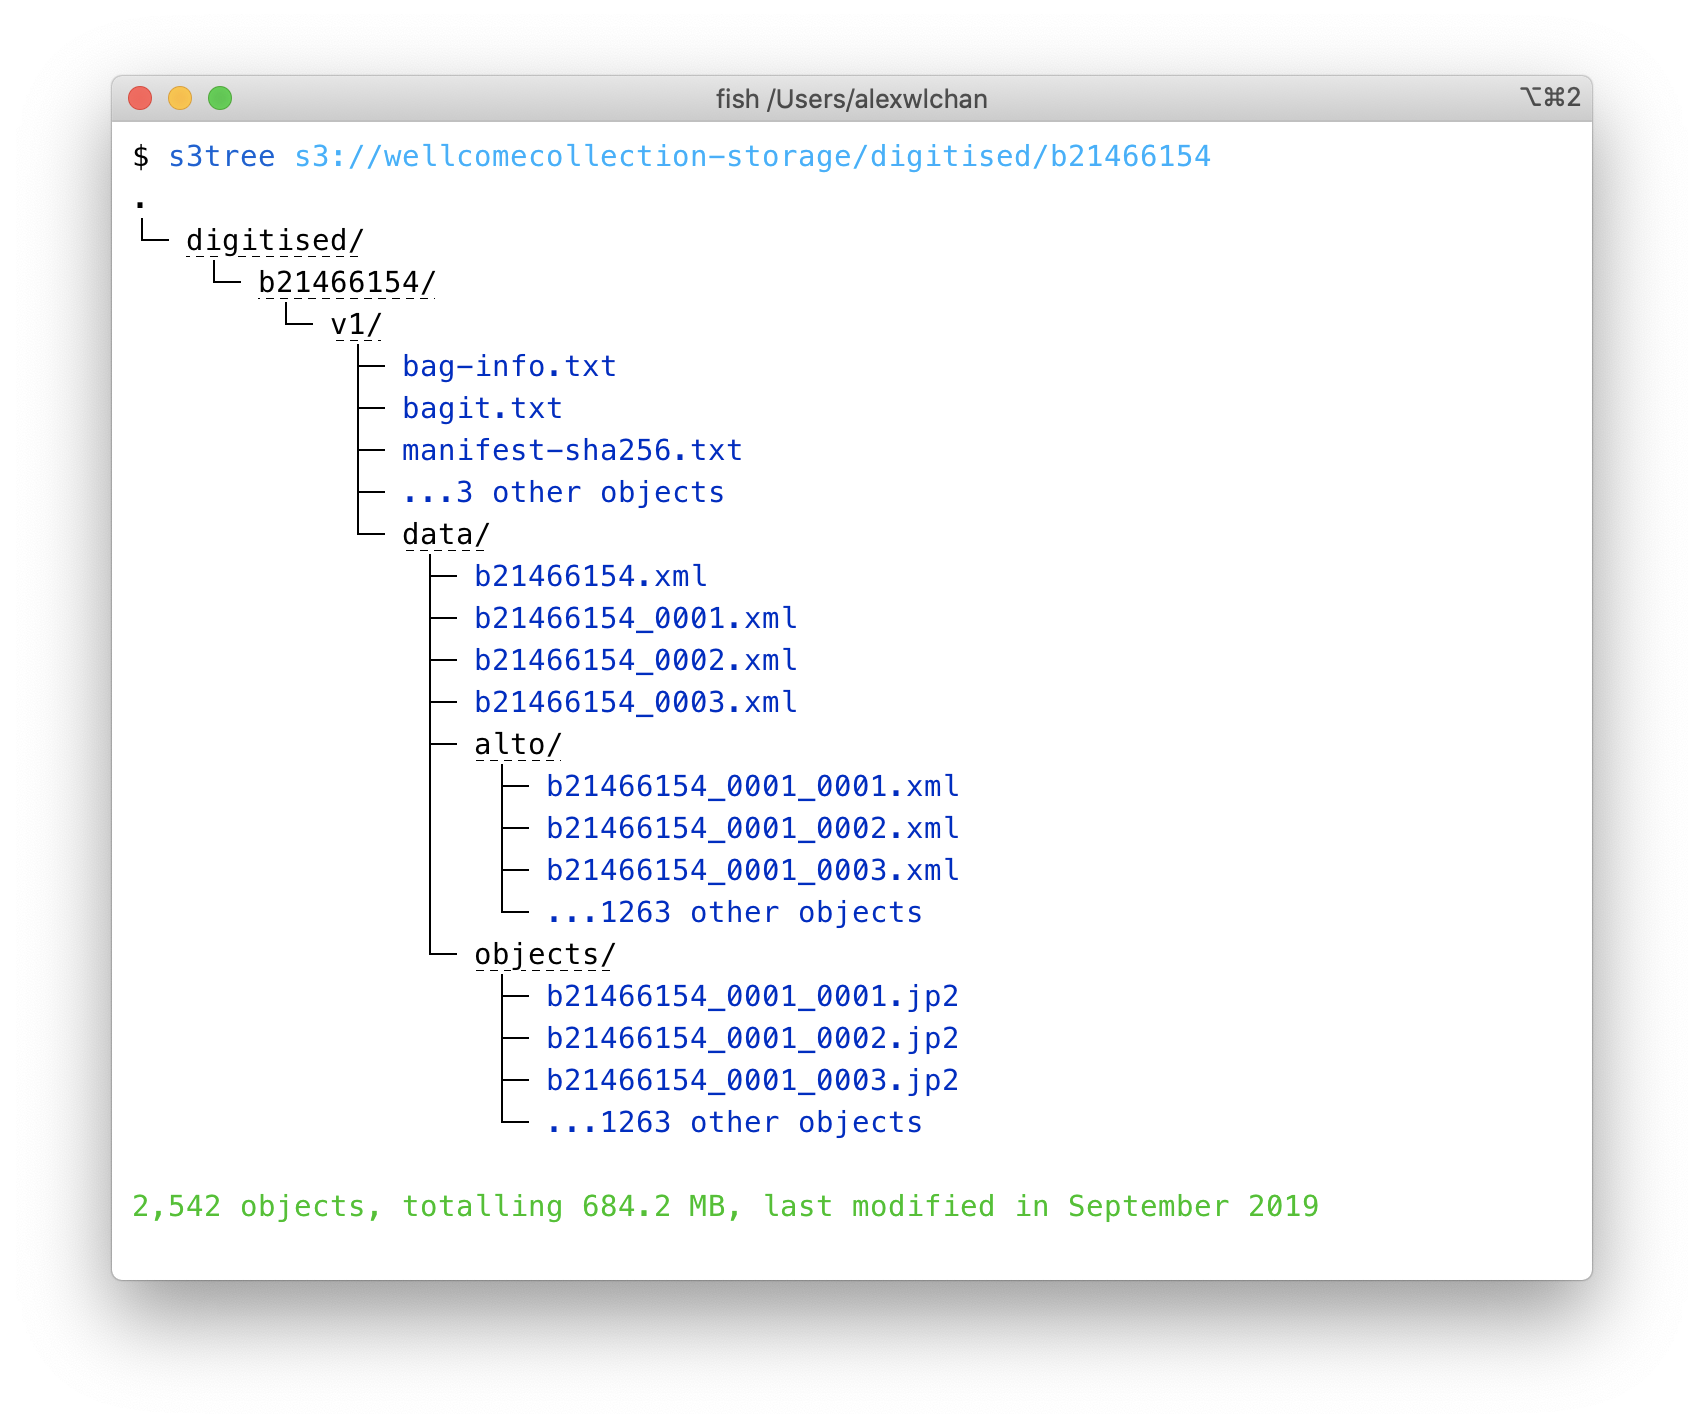 fish /Users/alexwlchan ⌥⌘2
$ s3tree s3://wellcomecollection-storage/digitised/b21466154
.
└─ digitised/
    └─ b21466154/
        └─ v1/
            ├─ bag-info.txt
            ├─ bagit.txt
            ├─ manifest-sha256.txt
            ├─ ...3 other objects
            └─ data/
                ├─ b21466154.xml
                ├─ b21466154_0001.xml
                ├─ b21466154_0002.xml
                ├─ b21466154_0003.xml
                ├─ alto/
                │   ├─ b21466154_0001_0001.xml
                │   ├─ b21466154_0001_0002.xml
                │   ├─ b21466154_0001_0003.xml
                │   └─ ...1263 other objects
                └─ objects/
                    ├─ b21466154_0001_0001.jp2
                    ├─ b21466154_0001_0002.jp2
                    ├─ b21466154_0001_0003.jp2
                    └─ ...1263 other objects
2,542 objects, totalling 684.2 MB, last modified in September 2019